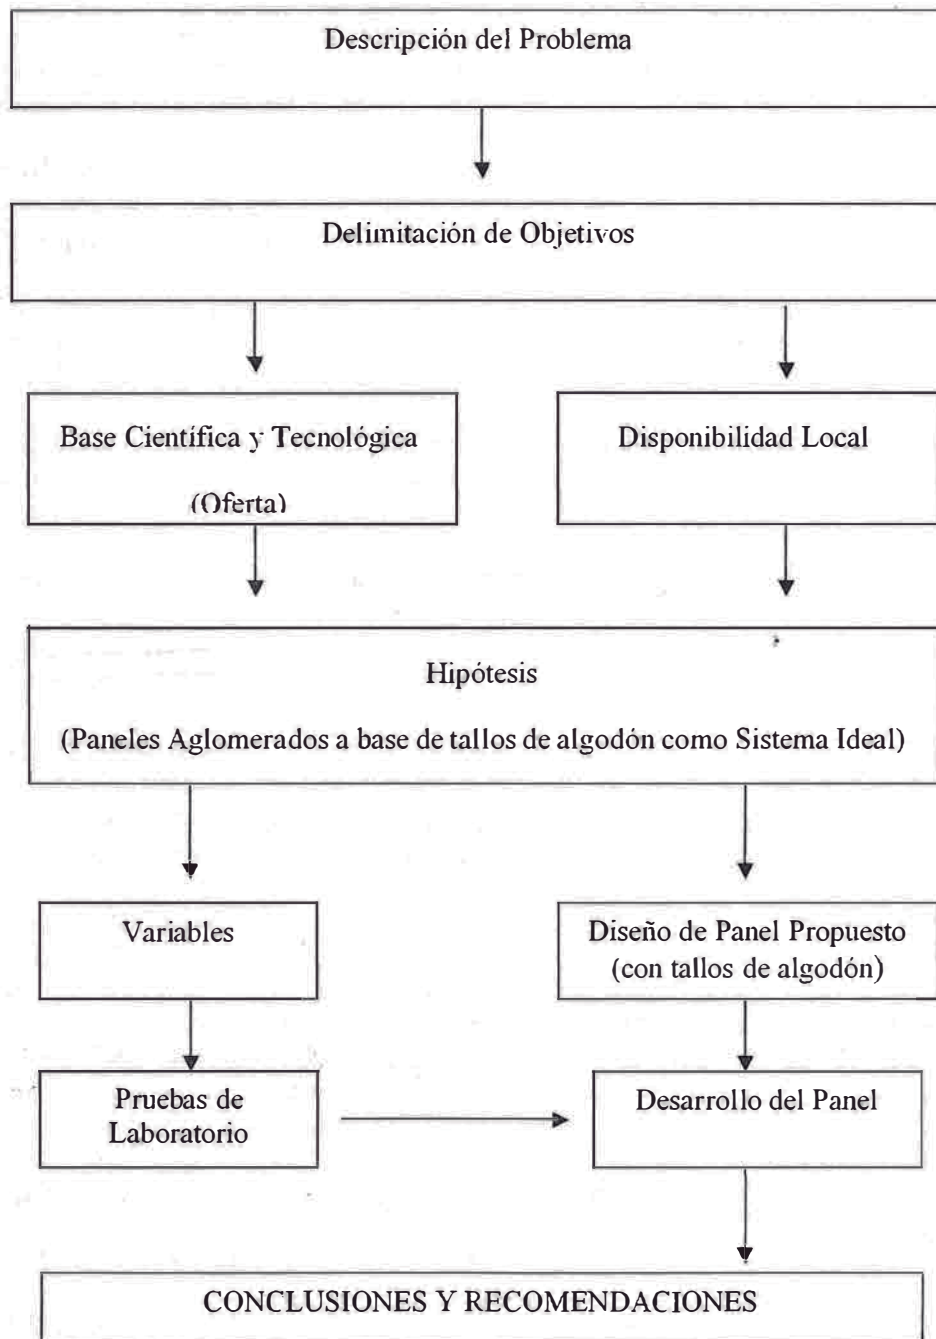 Descripción del Problema
Delimitación de Objetivos
Base Científica y Tecnológica
(Oferta)
Disponibilidad Local
Hipótesis
(Paneles Aglomerados a base de tallos de algodón como Sistema Ideal)
Variables
Diseño de Panel Propuesto
(con tallos de algodón)
Pruebas de
Laboratorio
Desarrollo del Panel
CONCLUSIONES Y RECOMENDACIONES